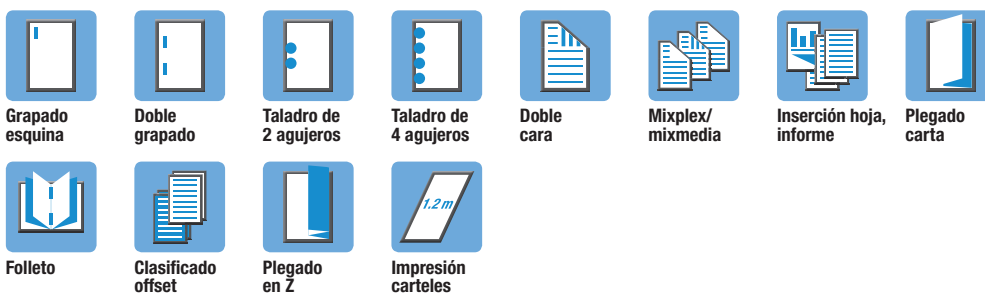 Grapado
esquina
Doble
grapado
Taladro de
2 agujeros
Taladro de
4 agujeros
Doble
cara
Mixplex/
mixmedia
Inserción hoja,
informe
Plegado
carta
1.2 m
Folleto
Clasificado
offset
Plegado
en Z
Impresión
carteles